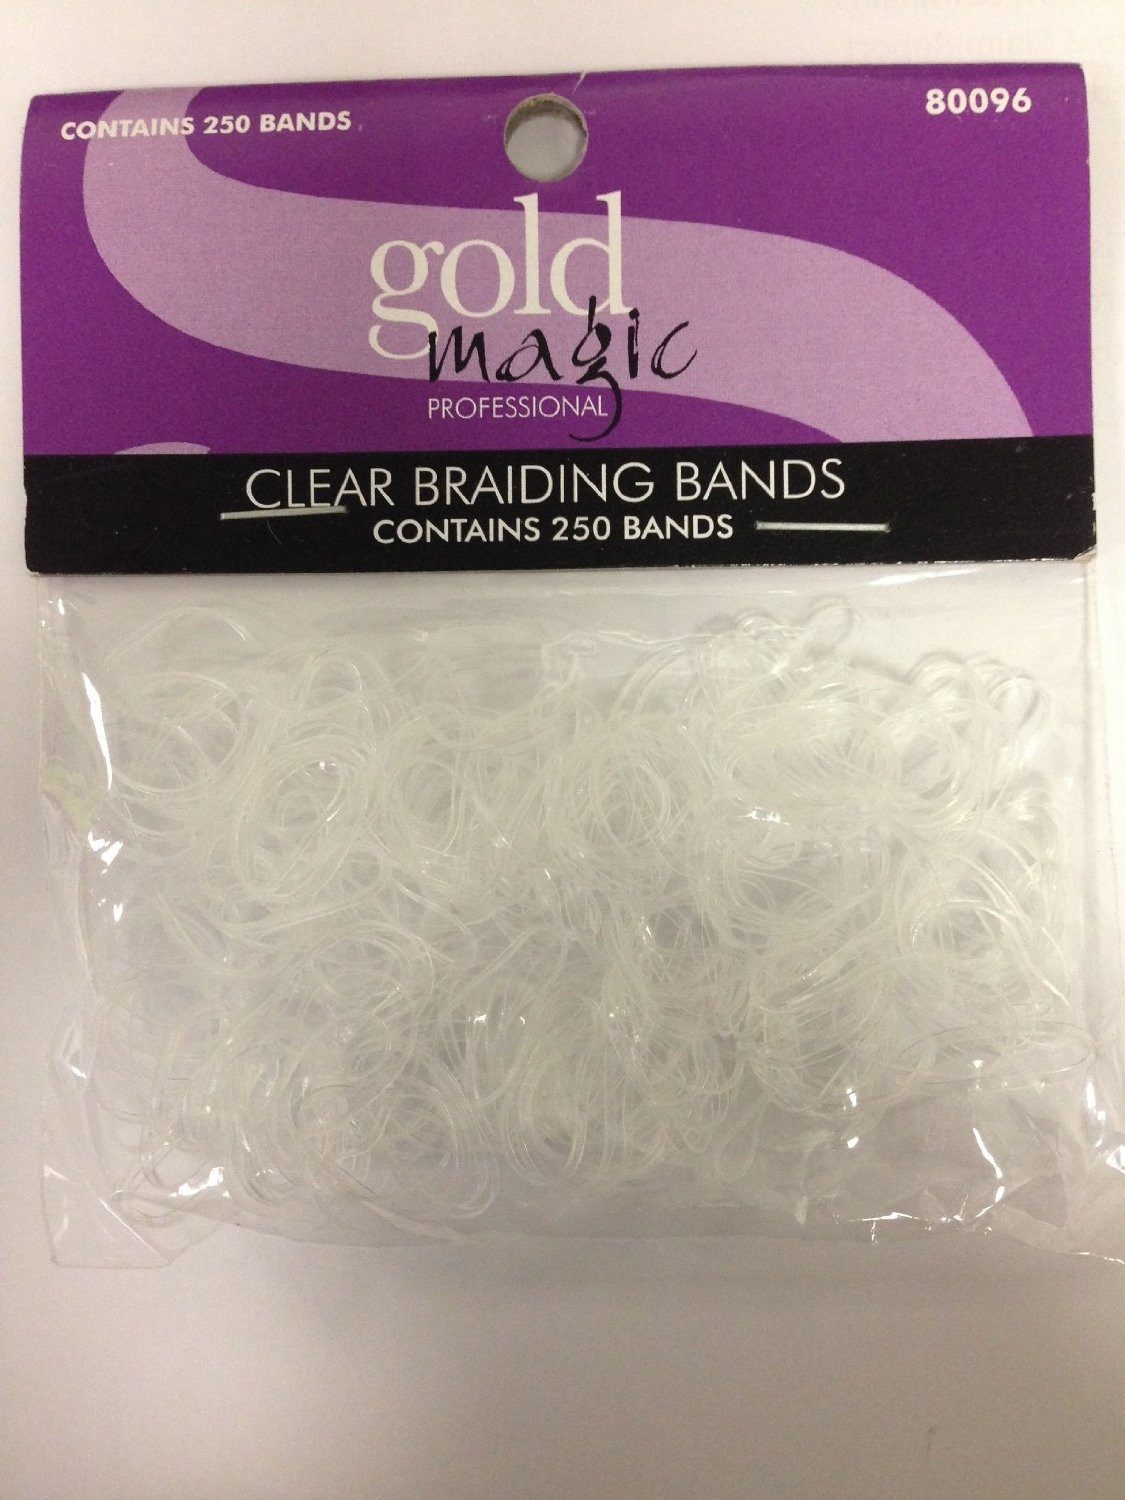 CONTAINS 250 BANDS
80096
gold
magic
PROFESSIONAL
CLEAR BRAIDING BANDS
CONTAINS 250 BANDS